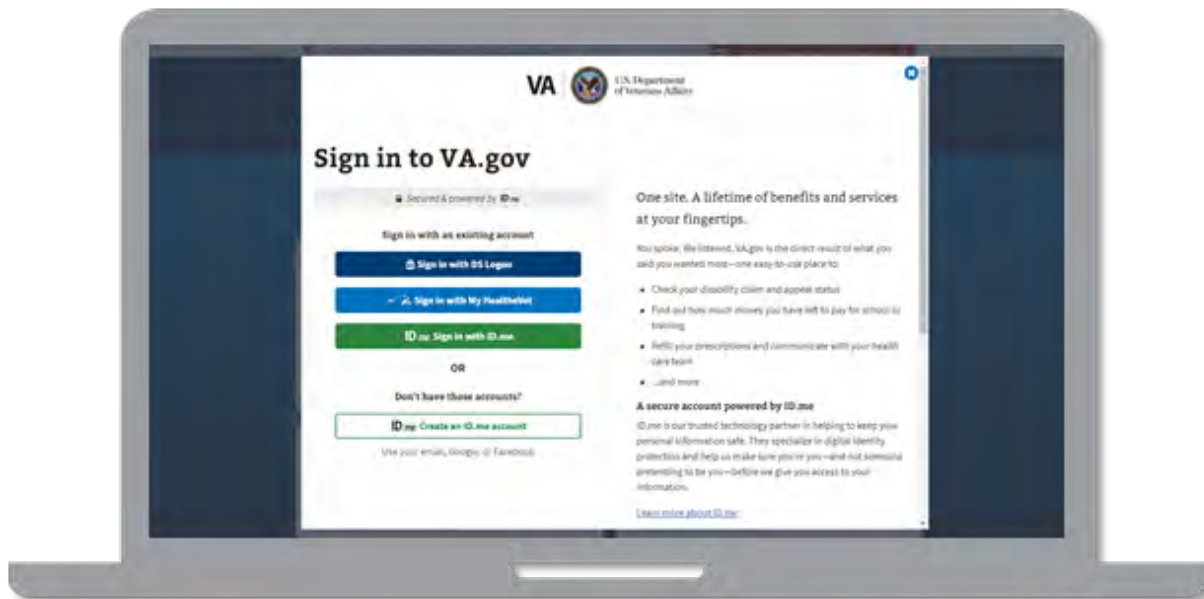 VA
U.S. Department
of Veterans Affairs
Sign in to VA.gov
Secured & powered by ID.me
Sign in with an existing account
Sign in with DS Logon
Sign in with My HealtheVet
ID.me Sign in with ID.me
OR
Don't have those accounts?
ID.me Create an ID.me account
Use your email, Google, or Facebook
One site. A lifetime of benefits and services
at your fingertips.
You spoke. We listened. VA.gov is the direct result of what you
said you wanted most—one easy-to-use place to:
Check your disability claim and appeal status
Find out how much money you have left to pay for school or
training
Refill your prescriptions and communicate with your health
care team
...and more
A secure account powered by ID.me
ID.me is our trusted technology partner in helping to keep your
personal information safe. They specialize in digital identity
protection and help us make sure you're you—and not someone
pretending to be you—before we give you access to your
information.
Learn more about ID.me